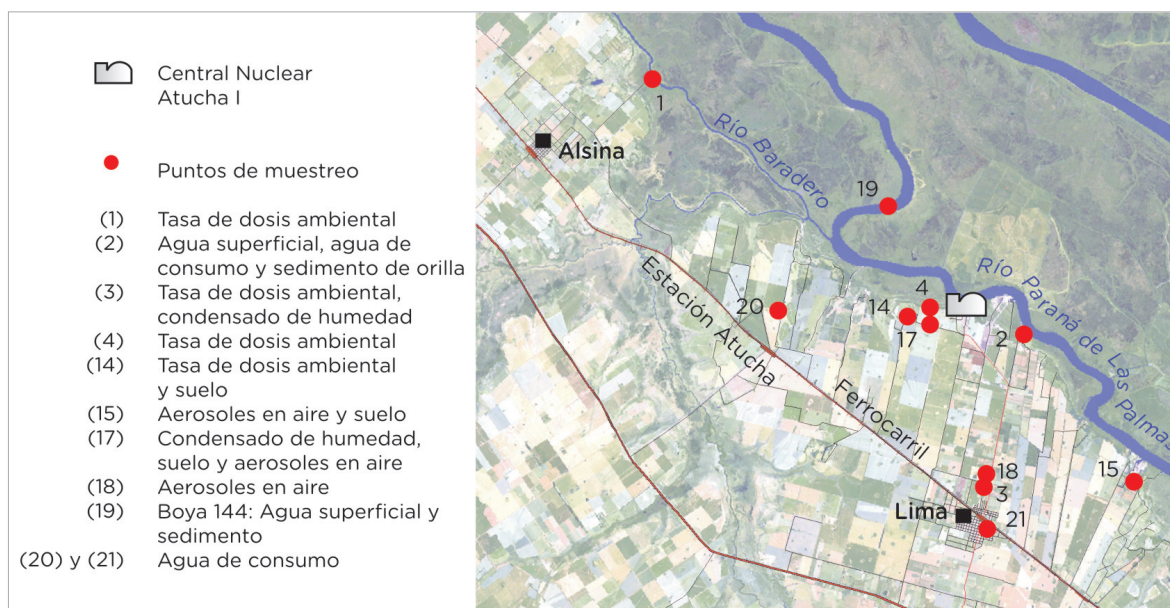 Central Nuclear
Atucha I
Puntos de muestreo
(1) Tasa de dosis ambiental
(2) Agua superficial, agua de
consumo y sedimento de orilla
(3) Tasa de dosis ambiental,
condensado de humedad
(4) Tasa de dosis ambiental
(14) Tasa de dosis ambiental
y suelo
(15) Aerosoles en aire y suelo
(17) Condensado de humedad,
suelo y aerosoles en aire
(18) Aerosoles en aire
(19) Boya 144: Agua superficial y
sedimento
(20) y (21) Agua de consumo
1
Alsina
Río Baradero
19
Río Paraná de Las Palmas
Estación Atucha
20
4
14
17
2
Ferrocarril
18
3
15
Lima
21